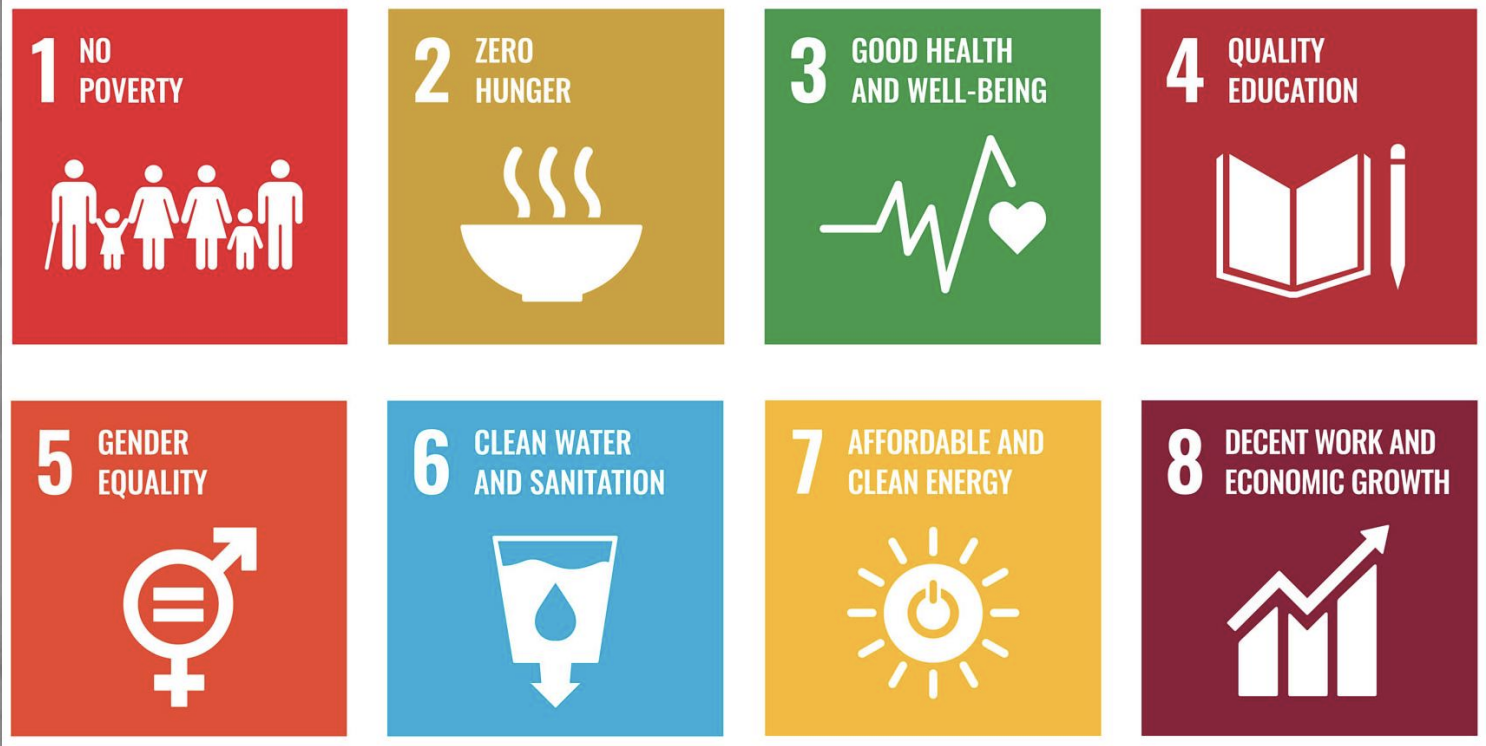 1 NO
POVERTY
2 ZERO
HUNGER
3 GOOD HEALTH
AND WELL-BEING
4 QUALITY
EDUCATION
5 GENDER
EQUALITY
6 CLEAN WATER
AND SANITATION
7 AFFORDABLE AND
CLEAN ENERGY
8 DECENT WORK AND
ECONOMIC GROWTH